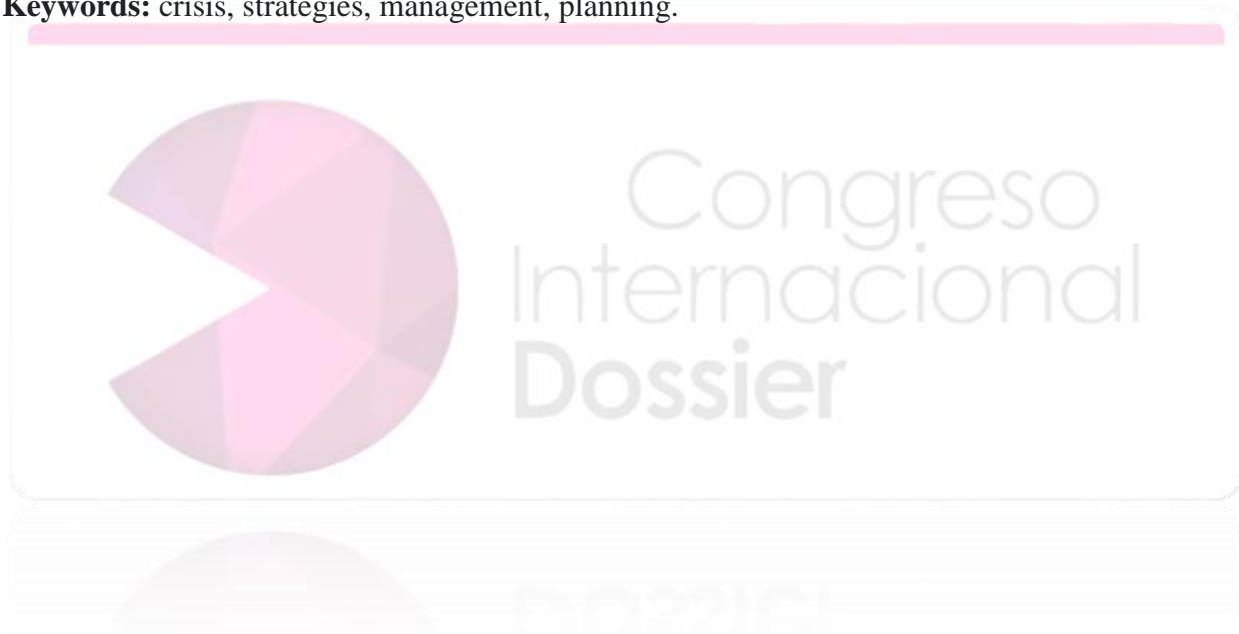 Keywords: crisis, strategies, management, planning.
Congreso
Internacional
Dossier